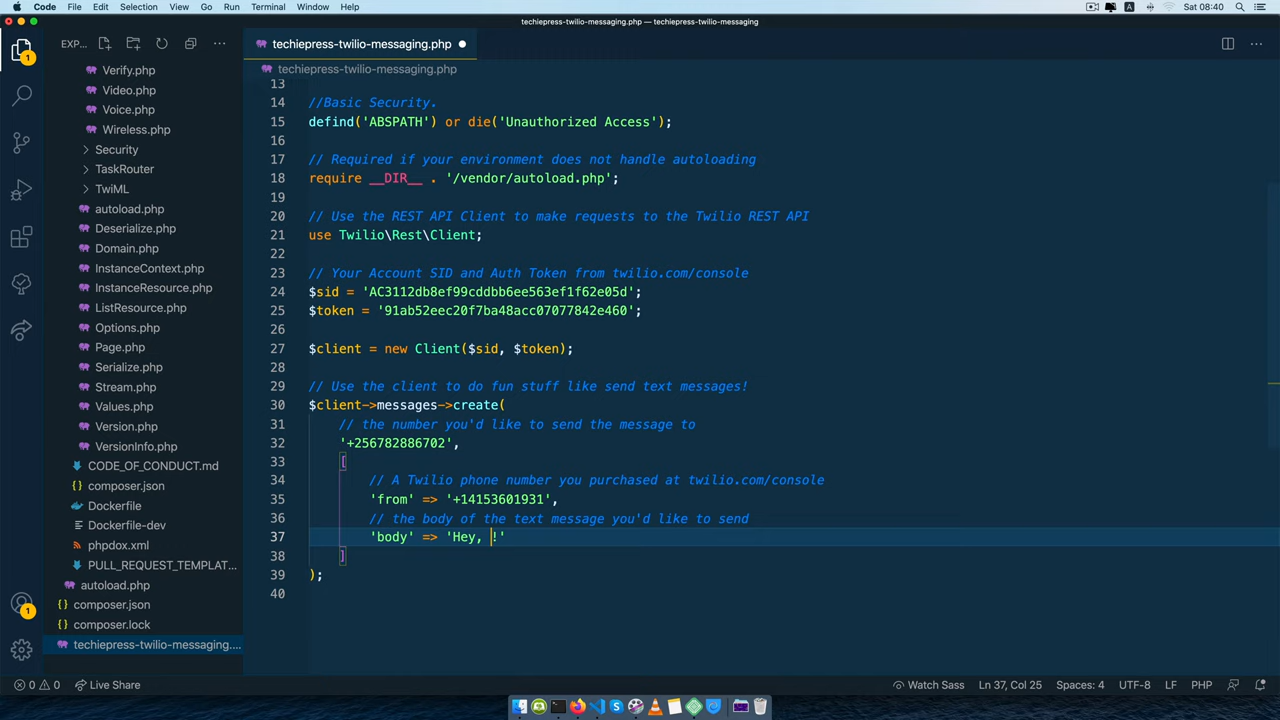 Code File Edit Selection View Go Run Terminal Window Help Sat 08:40
techiepress-twilio-messaging.php — techiepress-twilio-messaging
EXP... techiepress-twilio-messaging.php
techiepress-twilio-messaging.php
Verify.php
Video.php
Voice.php
Wireless.php
Security
TaskRouter
TwiML
autoload.php
Deserialize.php
Domain.php
InstanceContext.php
InstanceResource.php
ListResource.php
Options.php
Page.php
Serialize.php
Stream.php
Values.php
Version.php
VersionInfo.php
CODE_OF_CONDUCT.md
composer.json
Dockerfile
Dockerfile-dev
phpdox.xml
PULL_REQUEST_TEMPLAT...
autoload.php
composer.json
composer.lock
techiepress-twilio-messaging....
13
14 //Basic Security.
15 defind('ABSPATH') or die('Unauthorized Access');
16
17 // Required if your environment does not handle autoloading
18 require __DIR__ . '/vendor/autoload.php';
19
20 // Use the REST API Client to make requests to the Twilio REST API
21 use Twilio\Rest\Client;
22
23 // Your Account SID and Auth Token from twilio.com/console
24 $sid = 'AC3112db8ef99cddbb6ee563ef1f62e05d';
25 $token = '91ab52eec20f7ba48acc07077842e460';
26
27 $client = new Client($sid, $token);
28
29 // Use the client to do fun stuff like send text messages!
30 $client->messages->create(
31 // the number you'd like to send the message to
32 '+256782886702',
33 [
34 // A Twilio phone number you purchased at twilio.com/console
35 'from' => '+14153601931',
36 // the body of the text message you'd like to send
37 'body' => 'Hey, !'
38 ]
39 );
40
1
1
A
0 0 Live Share Watch Sass Ln 37, Col 25 Spaces: 4 UTF-8 LF PHP